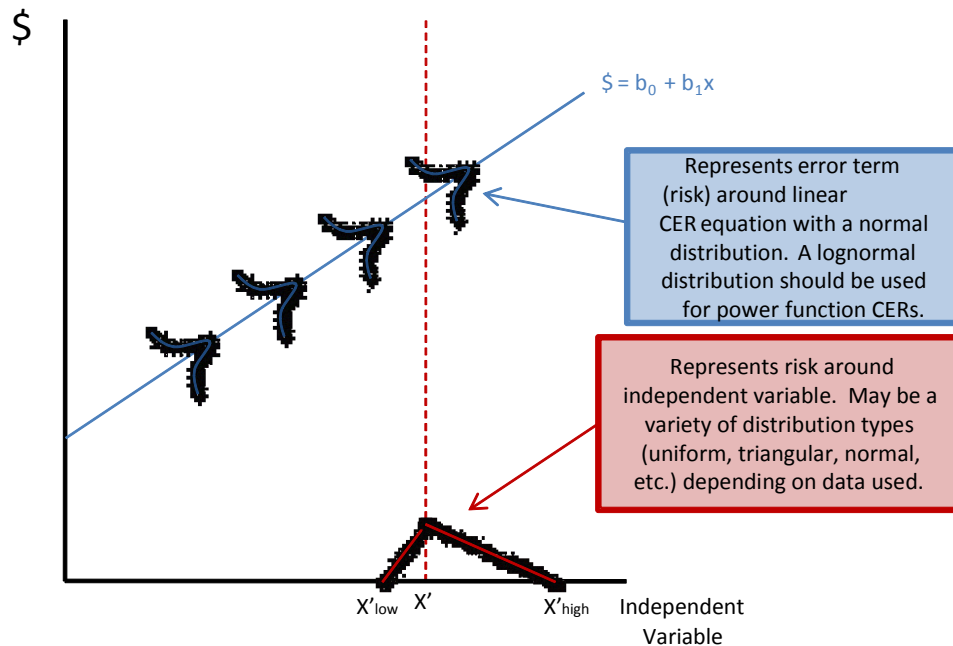 $
$ = b₀ + b₁x
Represents error term
(risk) around linear
CER equation with a normal
distribution. A lognormal
distribution should be used
for power function CERs.
Represents risk around
independent variable. May be a
variety of distribution types
(uniform, triangular, normal,
etc.) depending on data used.
X'low X' X'high Independent
Variable